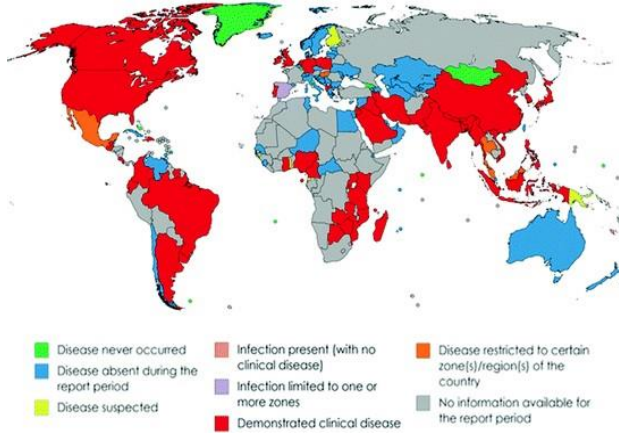 Disease never occurred
Disease absent during the
report period
Disease suspected
Infection present (with no
clinical disease)
Infection limited to one or
more zones
Demonstrated clinical disease
Disease restricted to certain
zone(s)/region(s) of the
country
No information available for
the report period